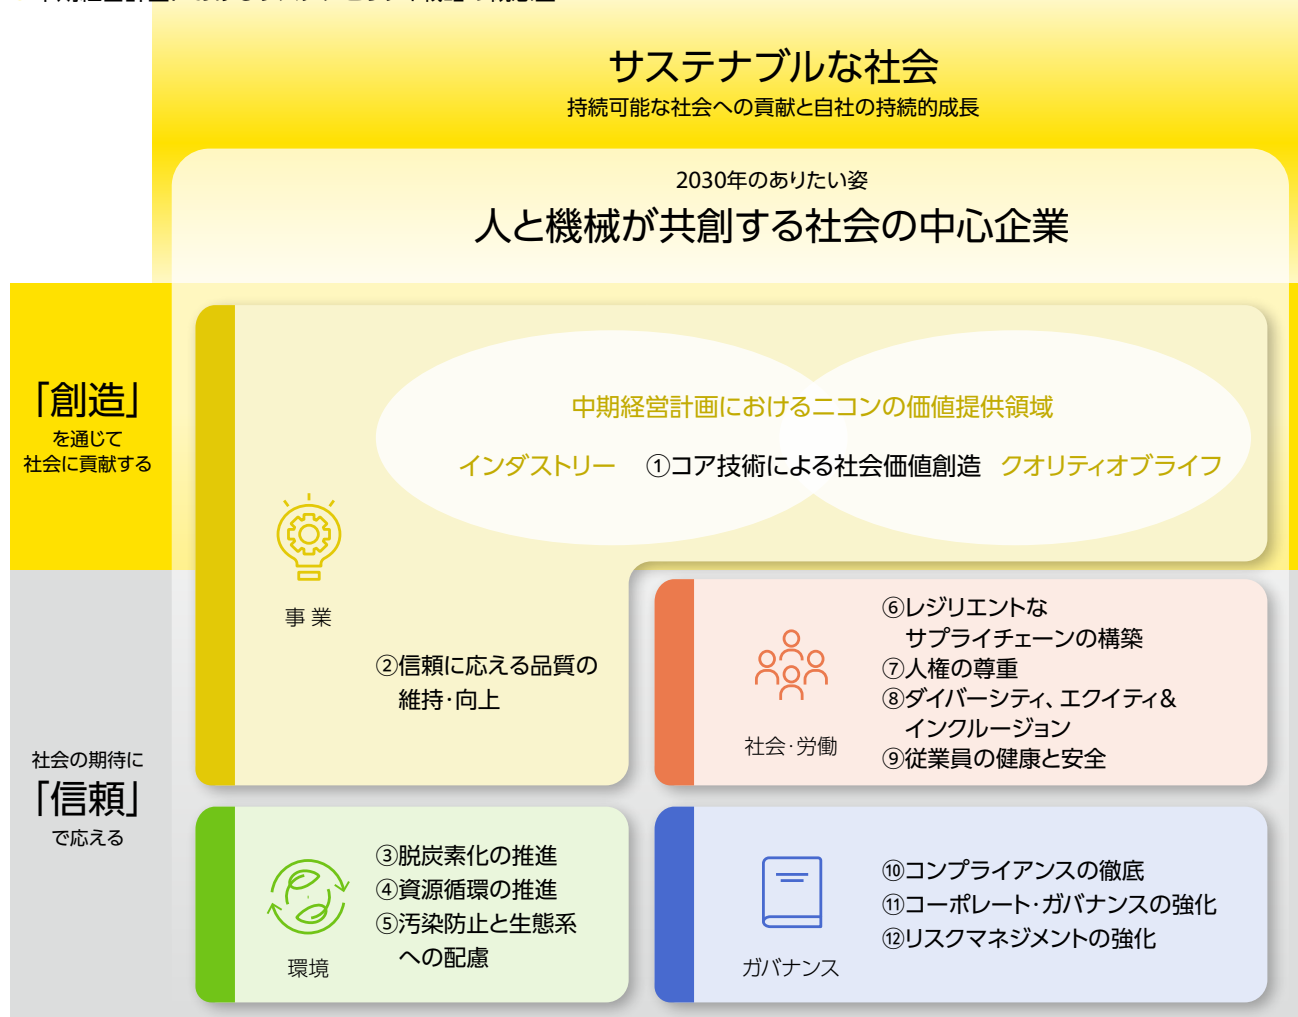 サステナブルな社会
持続可能な社会への貢献と自社の持続的成長
2030年のありたい姿
人と機械が共創する社会の中心企業
「創造」
を通じて
社会に貢献する
中期経営計画におけるニコンの価値提供領域
インダストリー ①コア技術による社会価値創造 クオリティオブライフ
事業
②信頼に応える品質の
維持・向上
社会の期待に
「信頼」
で応える
⑥レジリエントな
サプライチェーンの構築
⑦人権の尊重
⑧ダイバーシティ、エクイティ&
インクルージョン
⑨従業員の健康と安全
社会・労働
③脱炭素化の推進
④資源循環の推進
⑤汚染防止と生態系
への配慮
環境
⑩コンプライアンスの徹底
⑪コーポレート・ガバナンスの強化
⑫リスクマネジメントの強化
ガバナンス